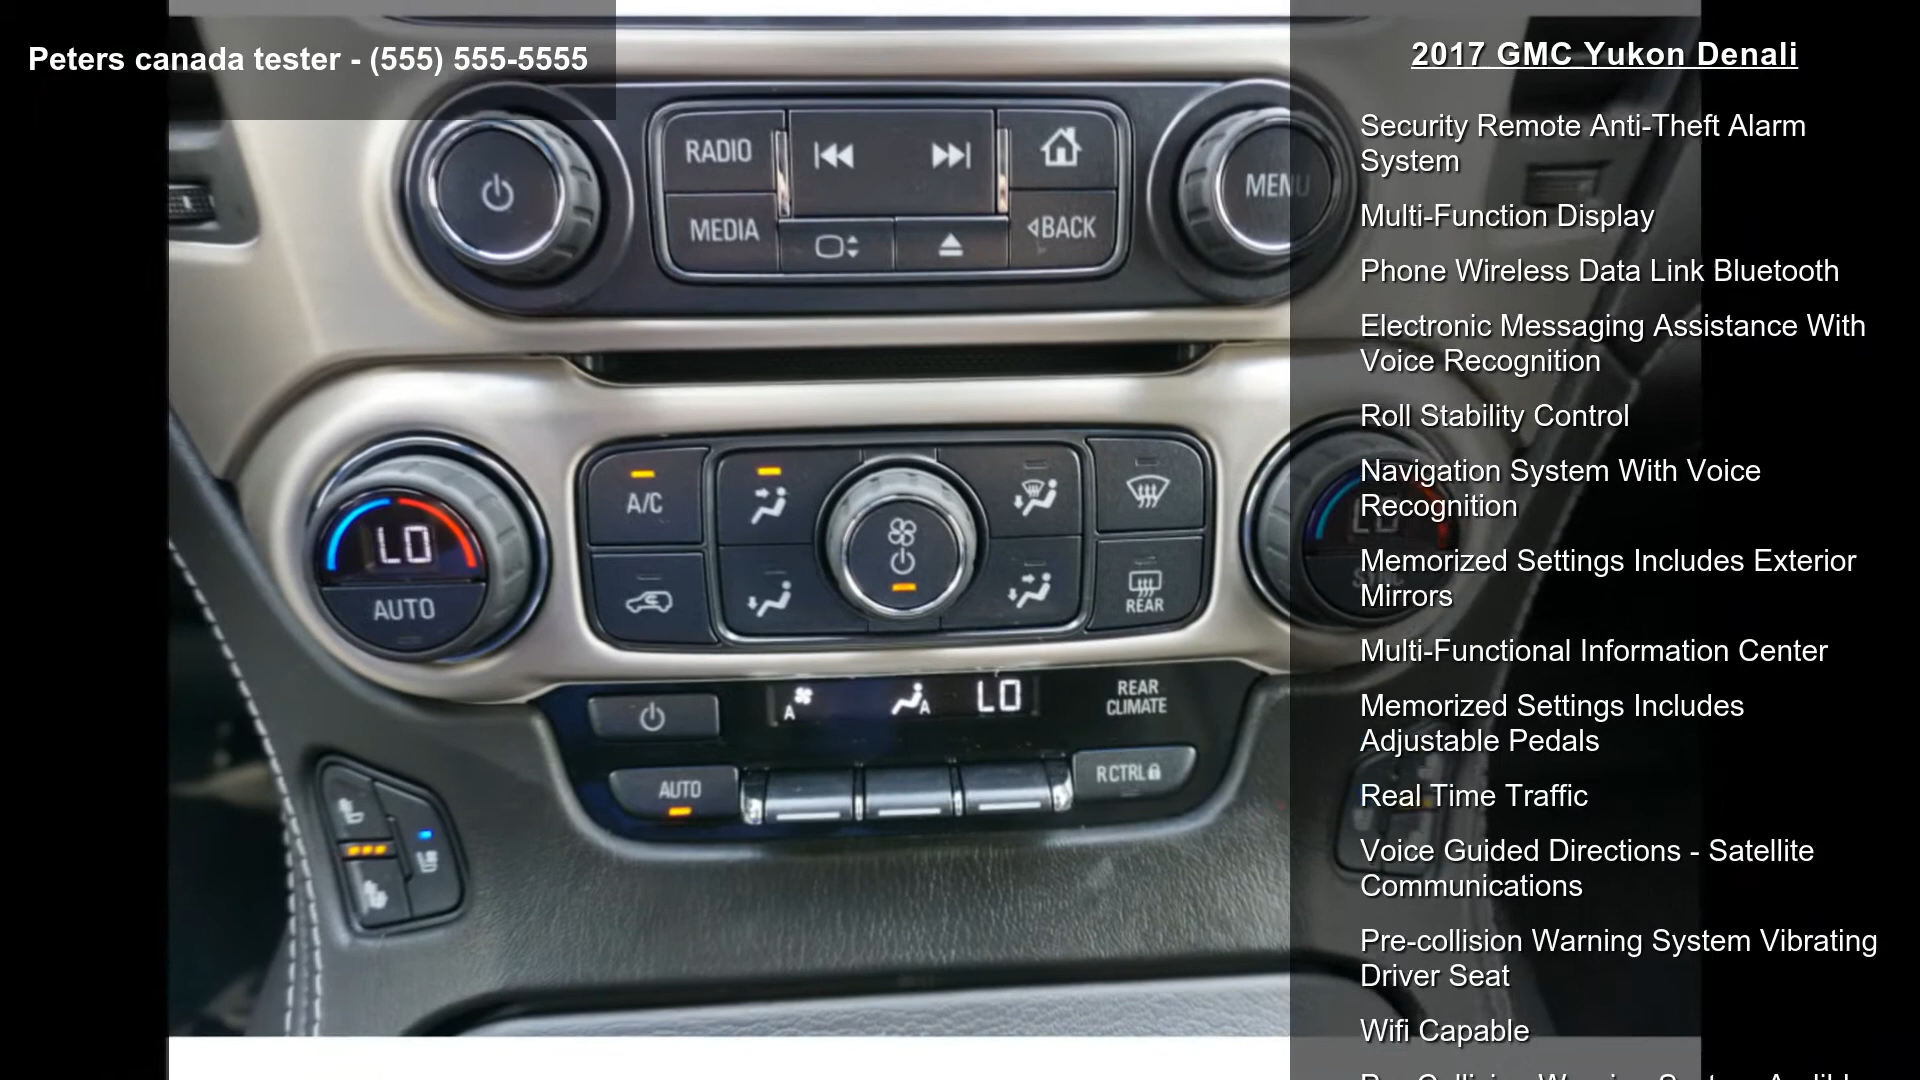 Peters canada tester - (555) 555-5555
2017 GMC Yukon Denali
Security Remote Anti-Theft Alarm
System
Multi-Function Display
Phone Wireless Data Link Bluetooth
Electronic Messaging Assistance With
Voice Recognition
Roll Stability Control
Navigation System With Voice
Recognition
Memorized Settings Includes Exterior
Mirrors
Multi-Functional Information Center
Memorized Settings Includes
Adjustable Pedals
Real Time Traffic
Voice Guided Directions - Satellite
Communications
Pre-collision Warning System Vibrating
Driver Seat
Wifi Capable
RADIO
MEDIA
BACK
MENU
A/C
LO
AUTO
REAR
LO
SYNC
A
A
LO
REAR
CLIMATE
AUTO
RCTRL